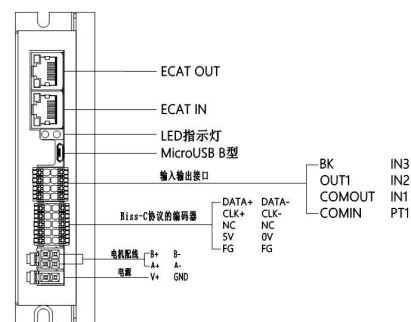 ECAT OUT
ECAT IN
LED指示灯
MicroUSB B型
输入输出接口
BK IN3
OUT1 IN2
COMOUT IN1
COMIN PT1
Biss-C协议的编码器
DATA+ DATA-
CLK+ CLK-
NC NC
5V 0V
FG FG
电机配线
B+ B-
A+ A-
电源
V+ GND